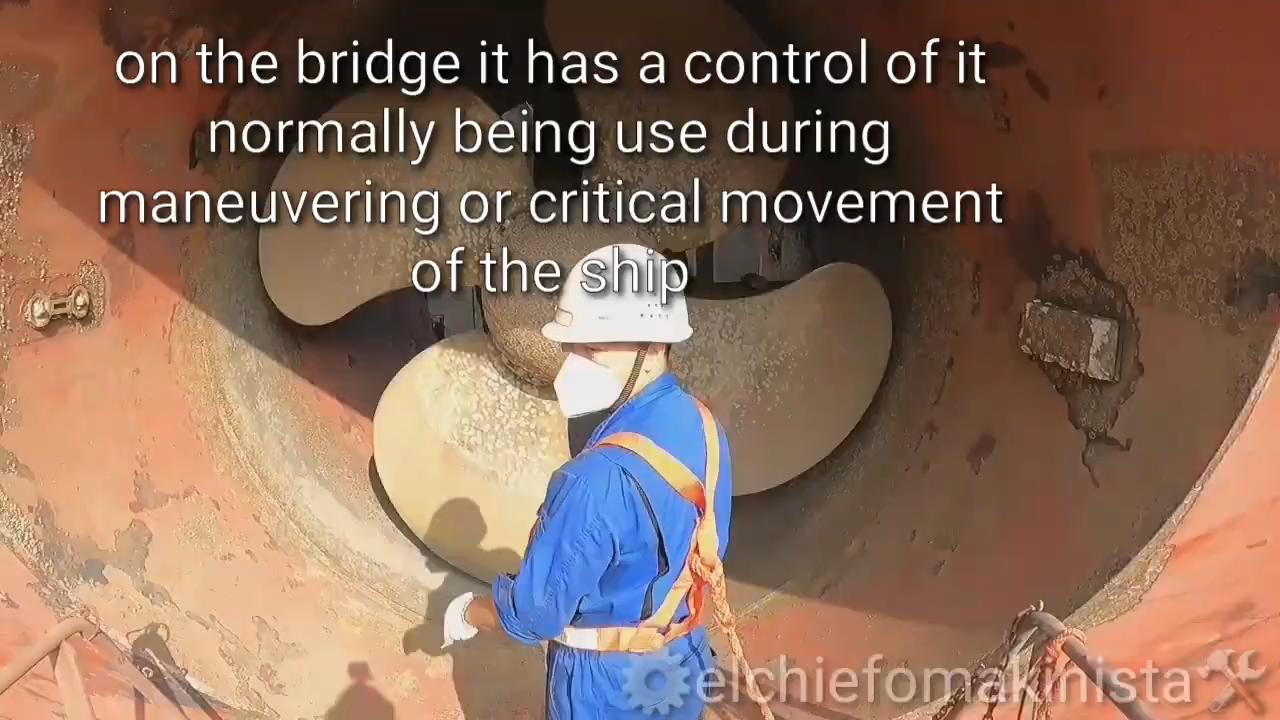 on the bridge it has a control of it
normally being use during
maneuvering or critical movement
of the ship
elchiefomakinista